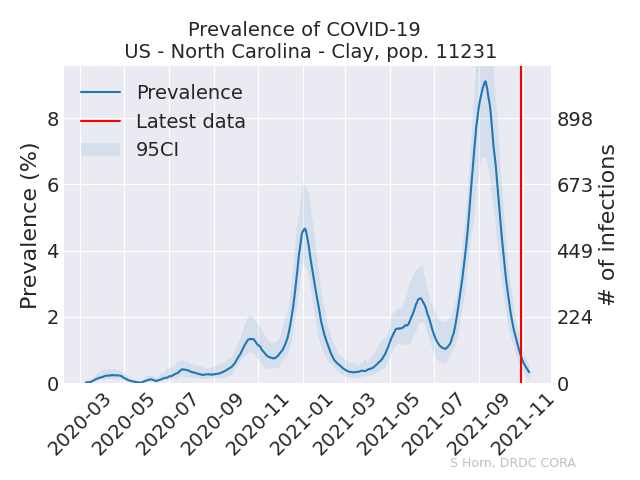 Prevalence of COVID-19
US - North Carolina - Clay, pop. 11231
Prevalence
Latest data
95CI
Prevalence (%)
8
6
4
2
0
# of infections
898
673
449
224
0
2020-03
2020-05
2020-07
2020-09
2020-11
2021-01
2021-03
2021-05
2021-07
2021-09
2021-11
S Horn, DRDC CORA